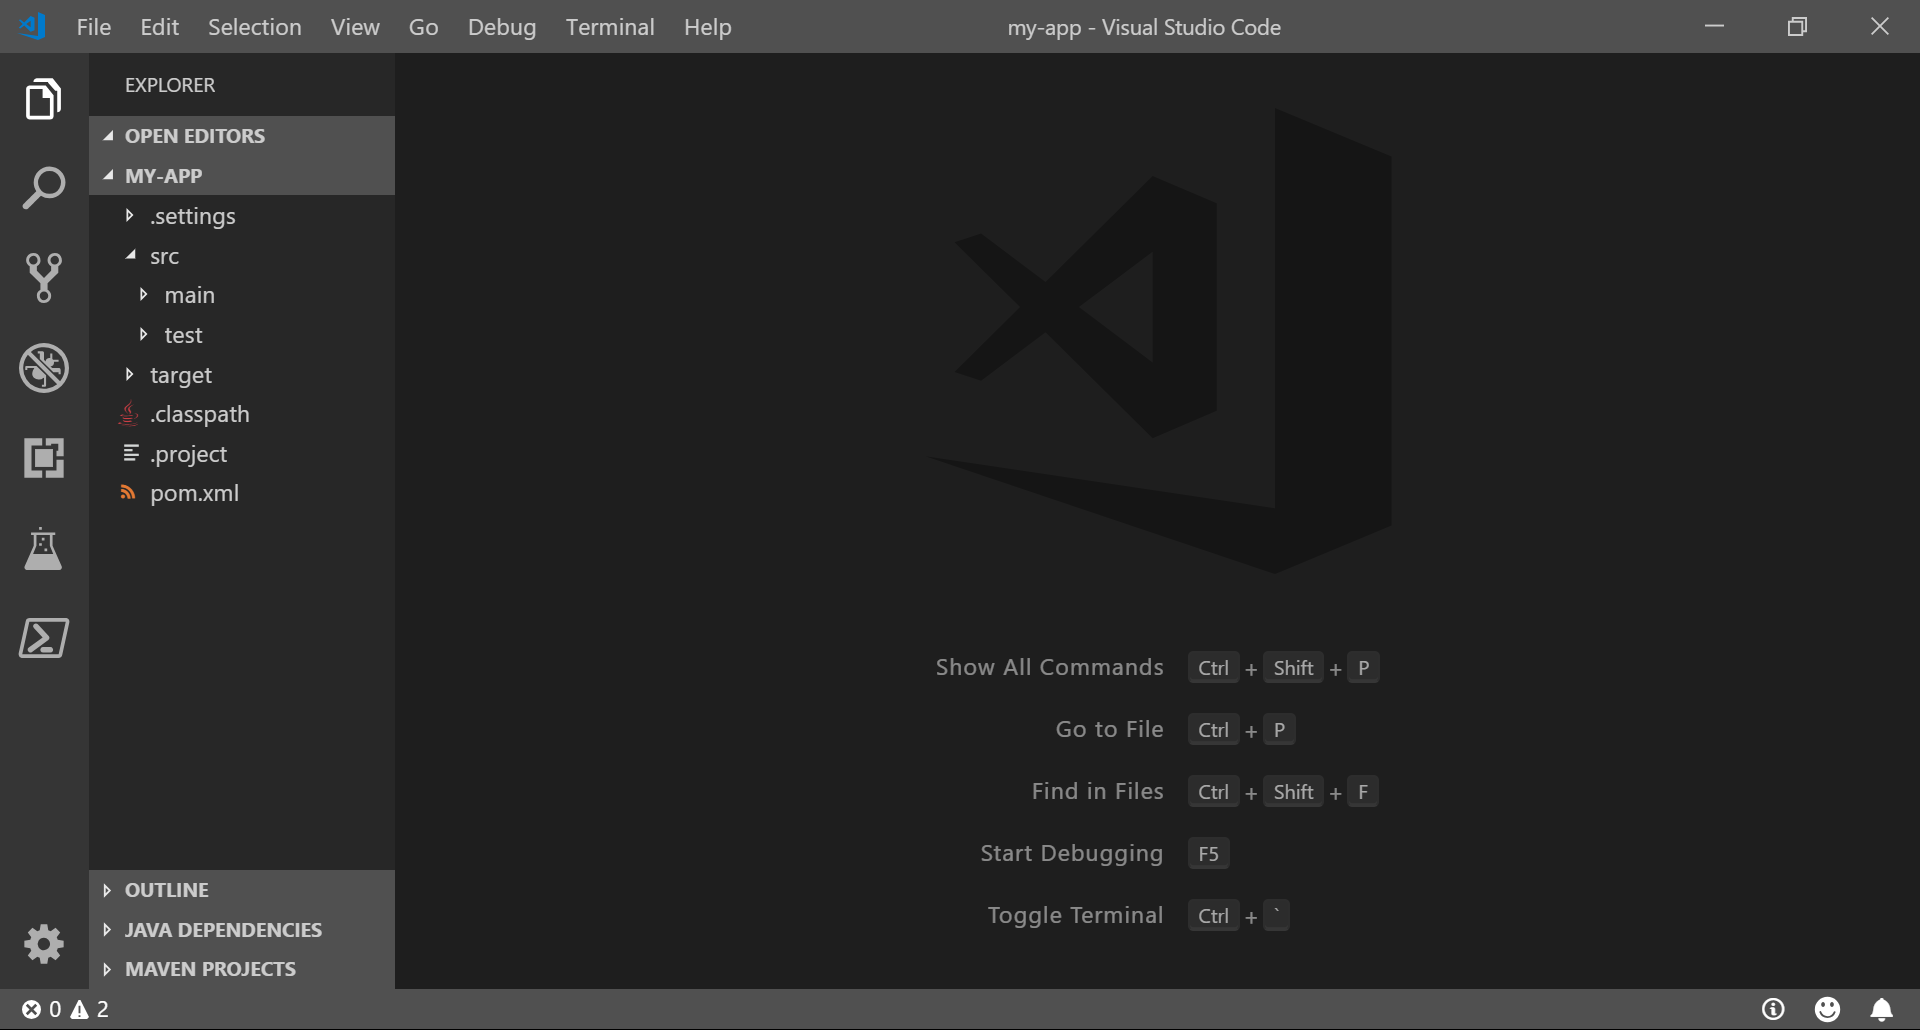 File Edit Selection View Go Debug Terminal Help my-app - Visual Studio Code
EXPLORER
OPEN EDITORS
MY-APP
.settings
src
main
test
target
.classpath
.project
pom.xml
OUTLINE
JAVA DEPENDENCIES
MAVEN PROJECTS
Show All Commands Ctrl + Shift + P
Go to File Ctrl + P
Find in Files Ctrl + Shift + F
Start Debugging F5
Toggle Terminal Ctrl + `
0 2